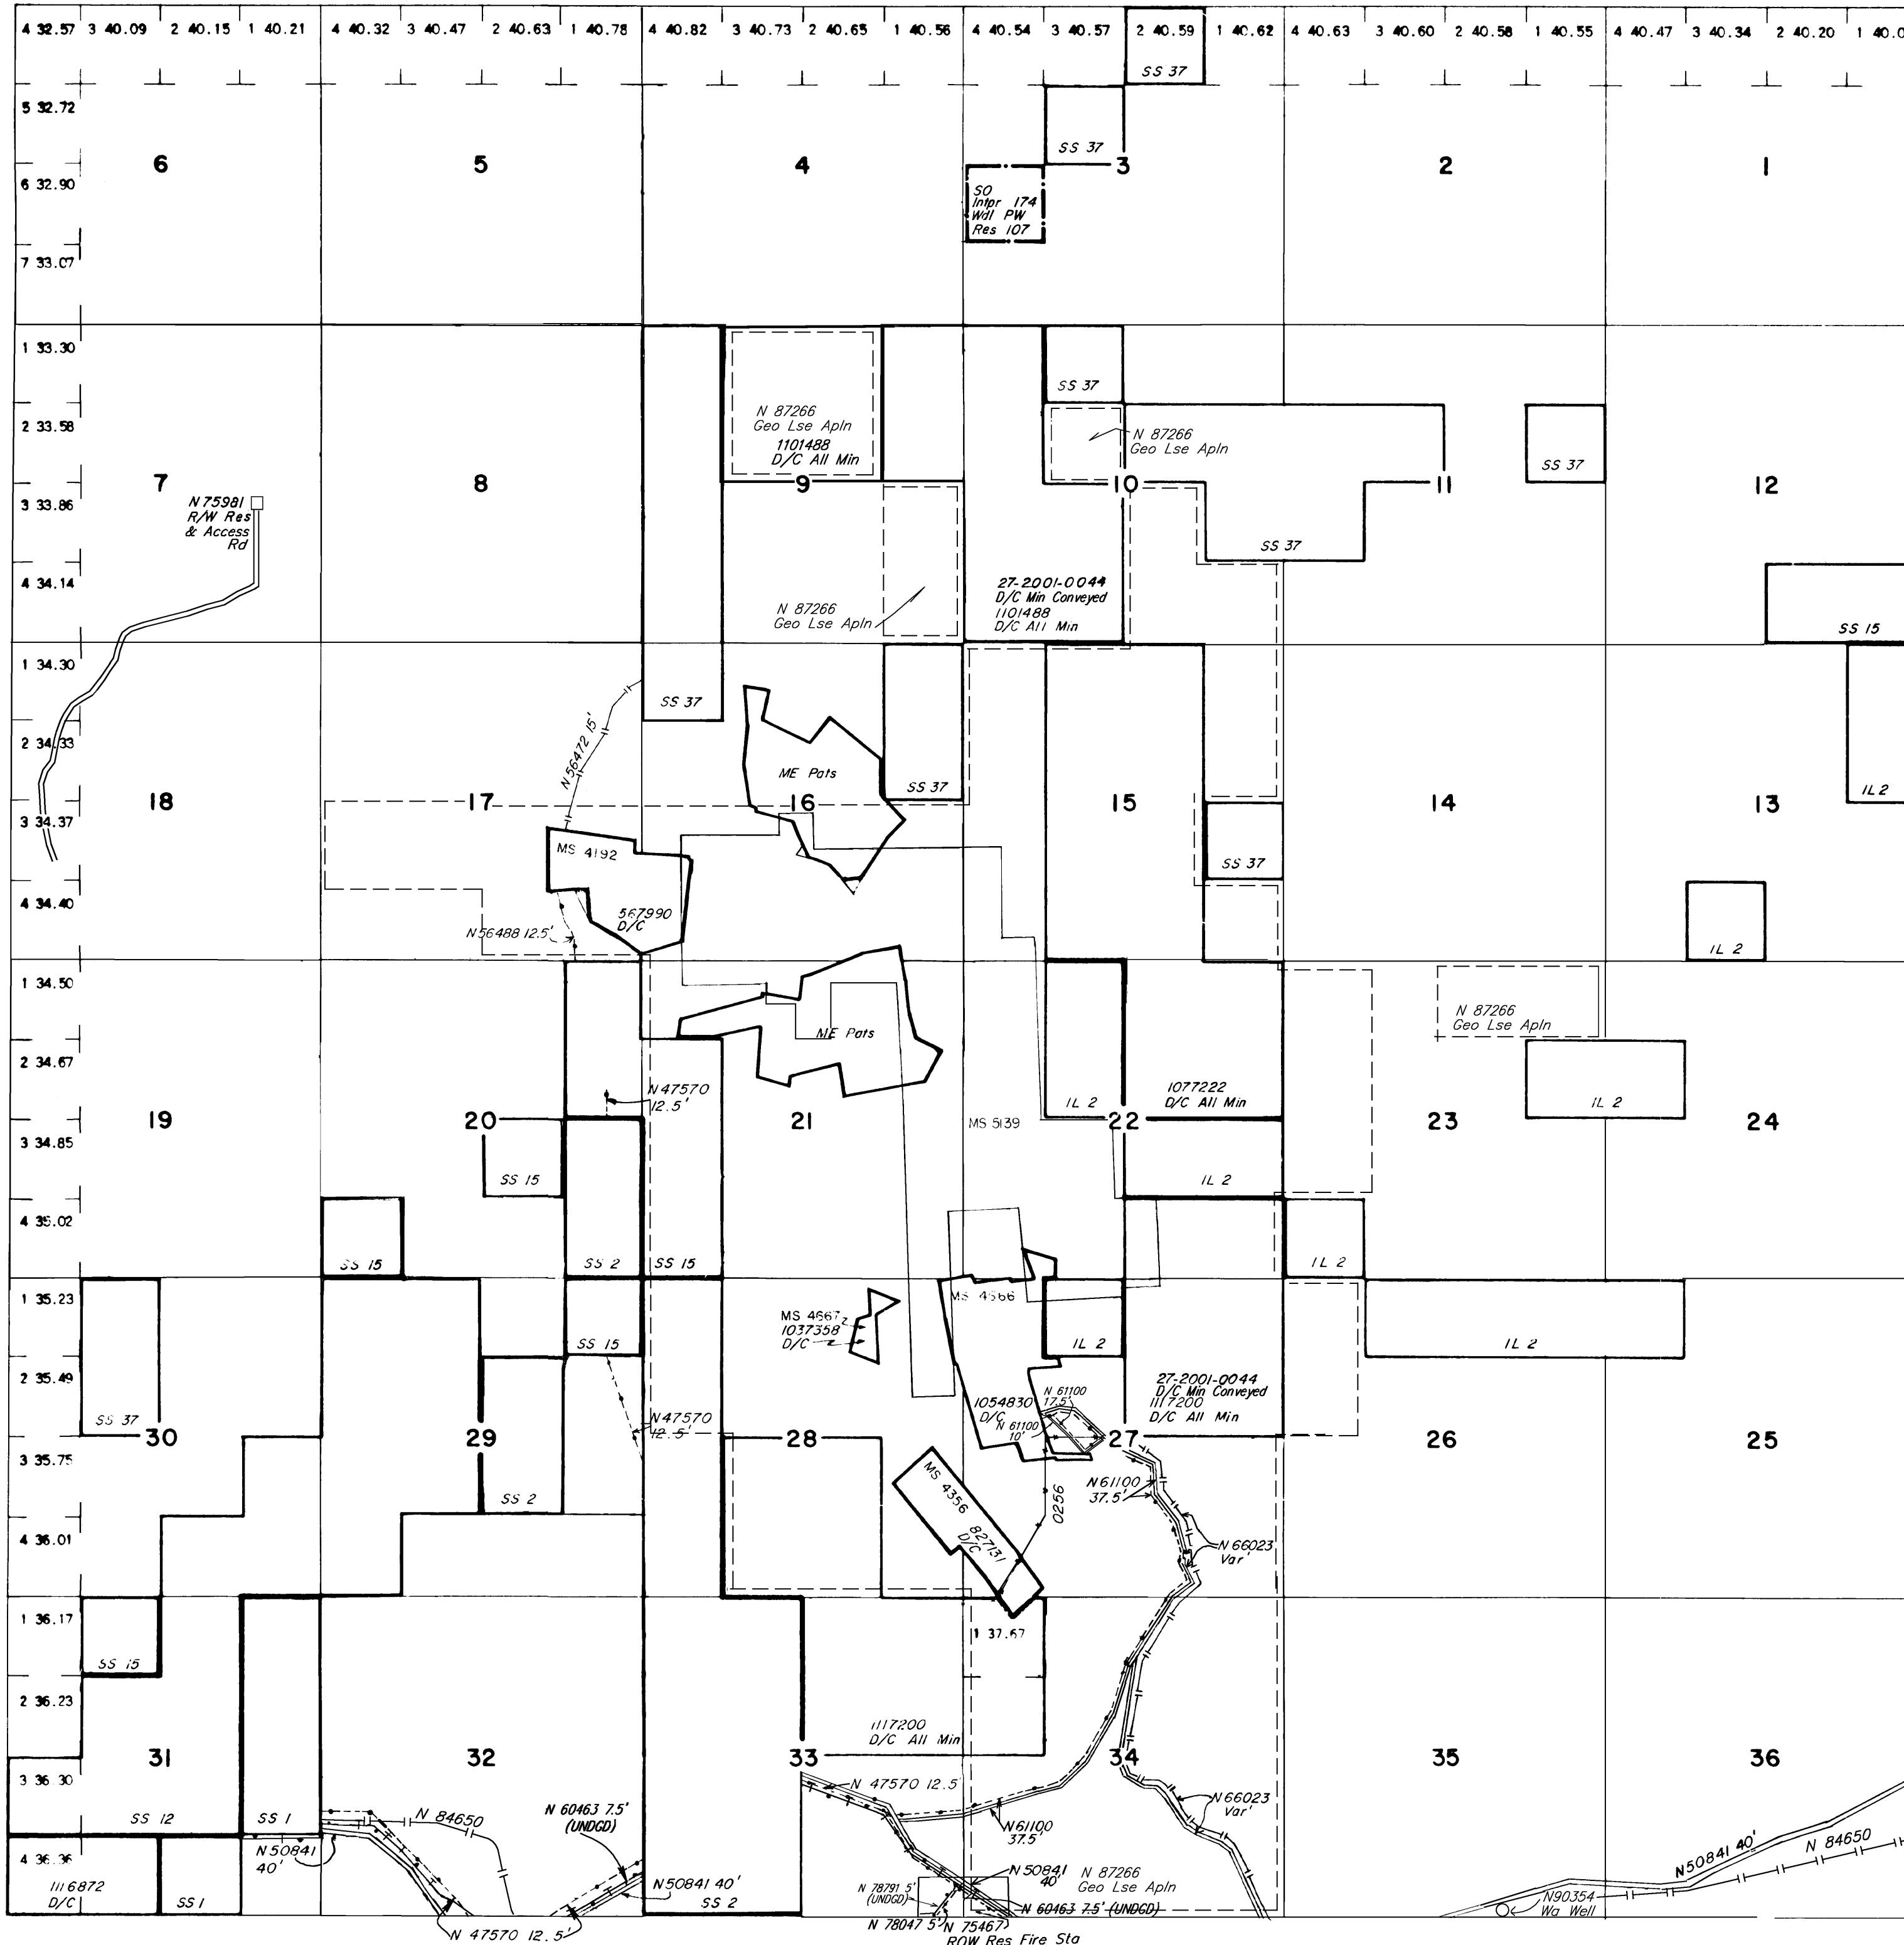 4 32.57 3 40.09 2 40.15 1 40.21 4 40.32 3 40.47 2 40.63 1 40.78 4 40.82 3 40.73 2 40.65 1 40.56 4 40.54 3 40.57 2 40.59 1 40.62 4 40.63 3 40.60 2 40.58 1 40.55 4 40.47 3 40.34 2 40.20 1 40.0
SS 37
5 32.72
SS 37
6 5 4 3 2 1
6 32.90
SO
Intpr 174
Wdl PW
Res 107
7 33.07
1 33.30
SS 37
N 87266
Geo Lse Apln
1101488
D/C All Min
N 87266
Geo Lse Apln
2 33.58
SS 37
7 8 9 10 11 12
3 33.86
N 75981
R/W Res
& Access
Rd
SS 37
4 34.14
N 87266
Geo Lse Apln
27-2001-0044
D/C Min Conveyed
1101488
D/C All Min
SS 15
1 34.30
SS 37
N 56472 15'
2 34.33
ME Pats
SS 37
IL 2
18 17 16 15 14 13
3 34.37
MS 4192
SS 37
4 34.40
567990
D/C
N 56488 12.5'
IL 2
1 34.50
ME Pats
N 87266
Geo Lse Apln
2 34.67
N 47570
12.5'
IL 2
1077222
D/C All Min
IL 2
19 20 21 22 23 24
MS 5139
3 34.85
SS 15
IL 2
4 35.02
SS 15
SS 2
SS 15
IL 2
1 35.23
MS 4667
1037358
D/C
MS 4566
SS 15
IL 2
IL 2
2 35.49
27-2001-0044
D/C Min Conveyed
1117200
D/C All Min
SS 37
N 47570
12.5'
1054830
D/C
N 61100
17.5'
N 61100
10'
30 29 28 27 26 25
3 35.75
SS 2
MS 4356
827131
D/C
0256
N 61100
37.5'
4 36.01
N 66023
Var'
1 36.17
SS 15
1 37.67
2 36.23
1117200
D/C All Min
31 32 33 34 35 36
3 36.30
SS 12
SS 1
N 84650
N 60463 7.5'
(UNDGD)
N 47570 12.5'
N 61100
37.5'
N 66023
Var'
4 36.36
1116872
D/C
SS 1
N 50841
40'
N 47570 12.5'
N 50841 40'
SS 2
N 78791 5'
(UNDGD)
N 78047 5'
N 75467
ROW Res Fire Sta
N 50841
40'
N 87266
Geo Lse Apln
N 60463 7.5' (UNDGD)
N 50841 40'
N 84650
N90354
Wa Well